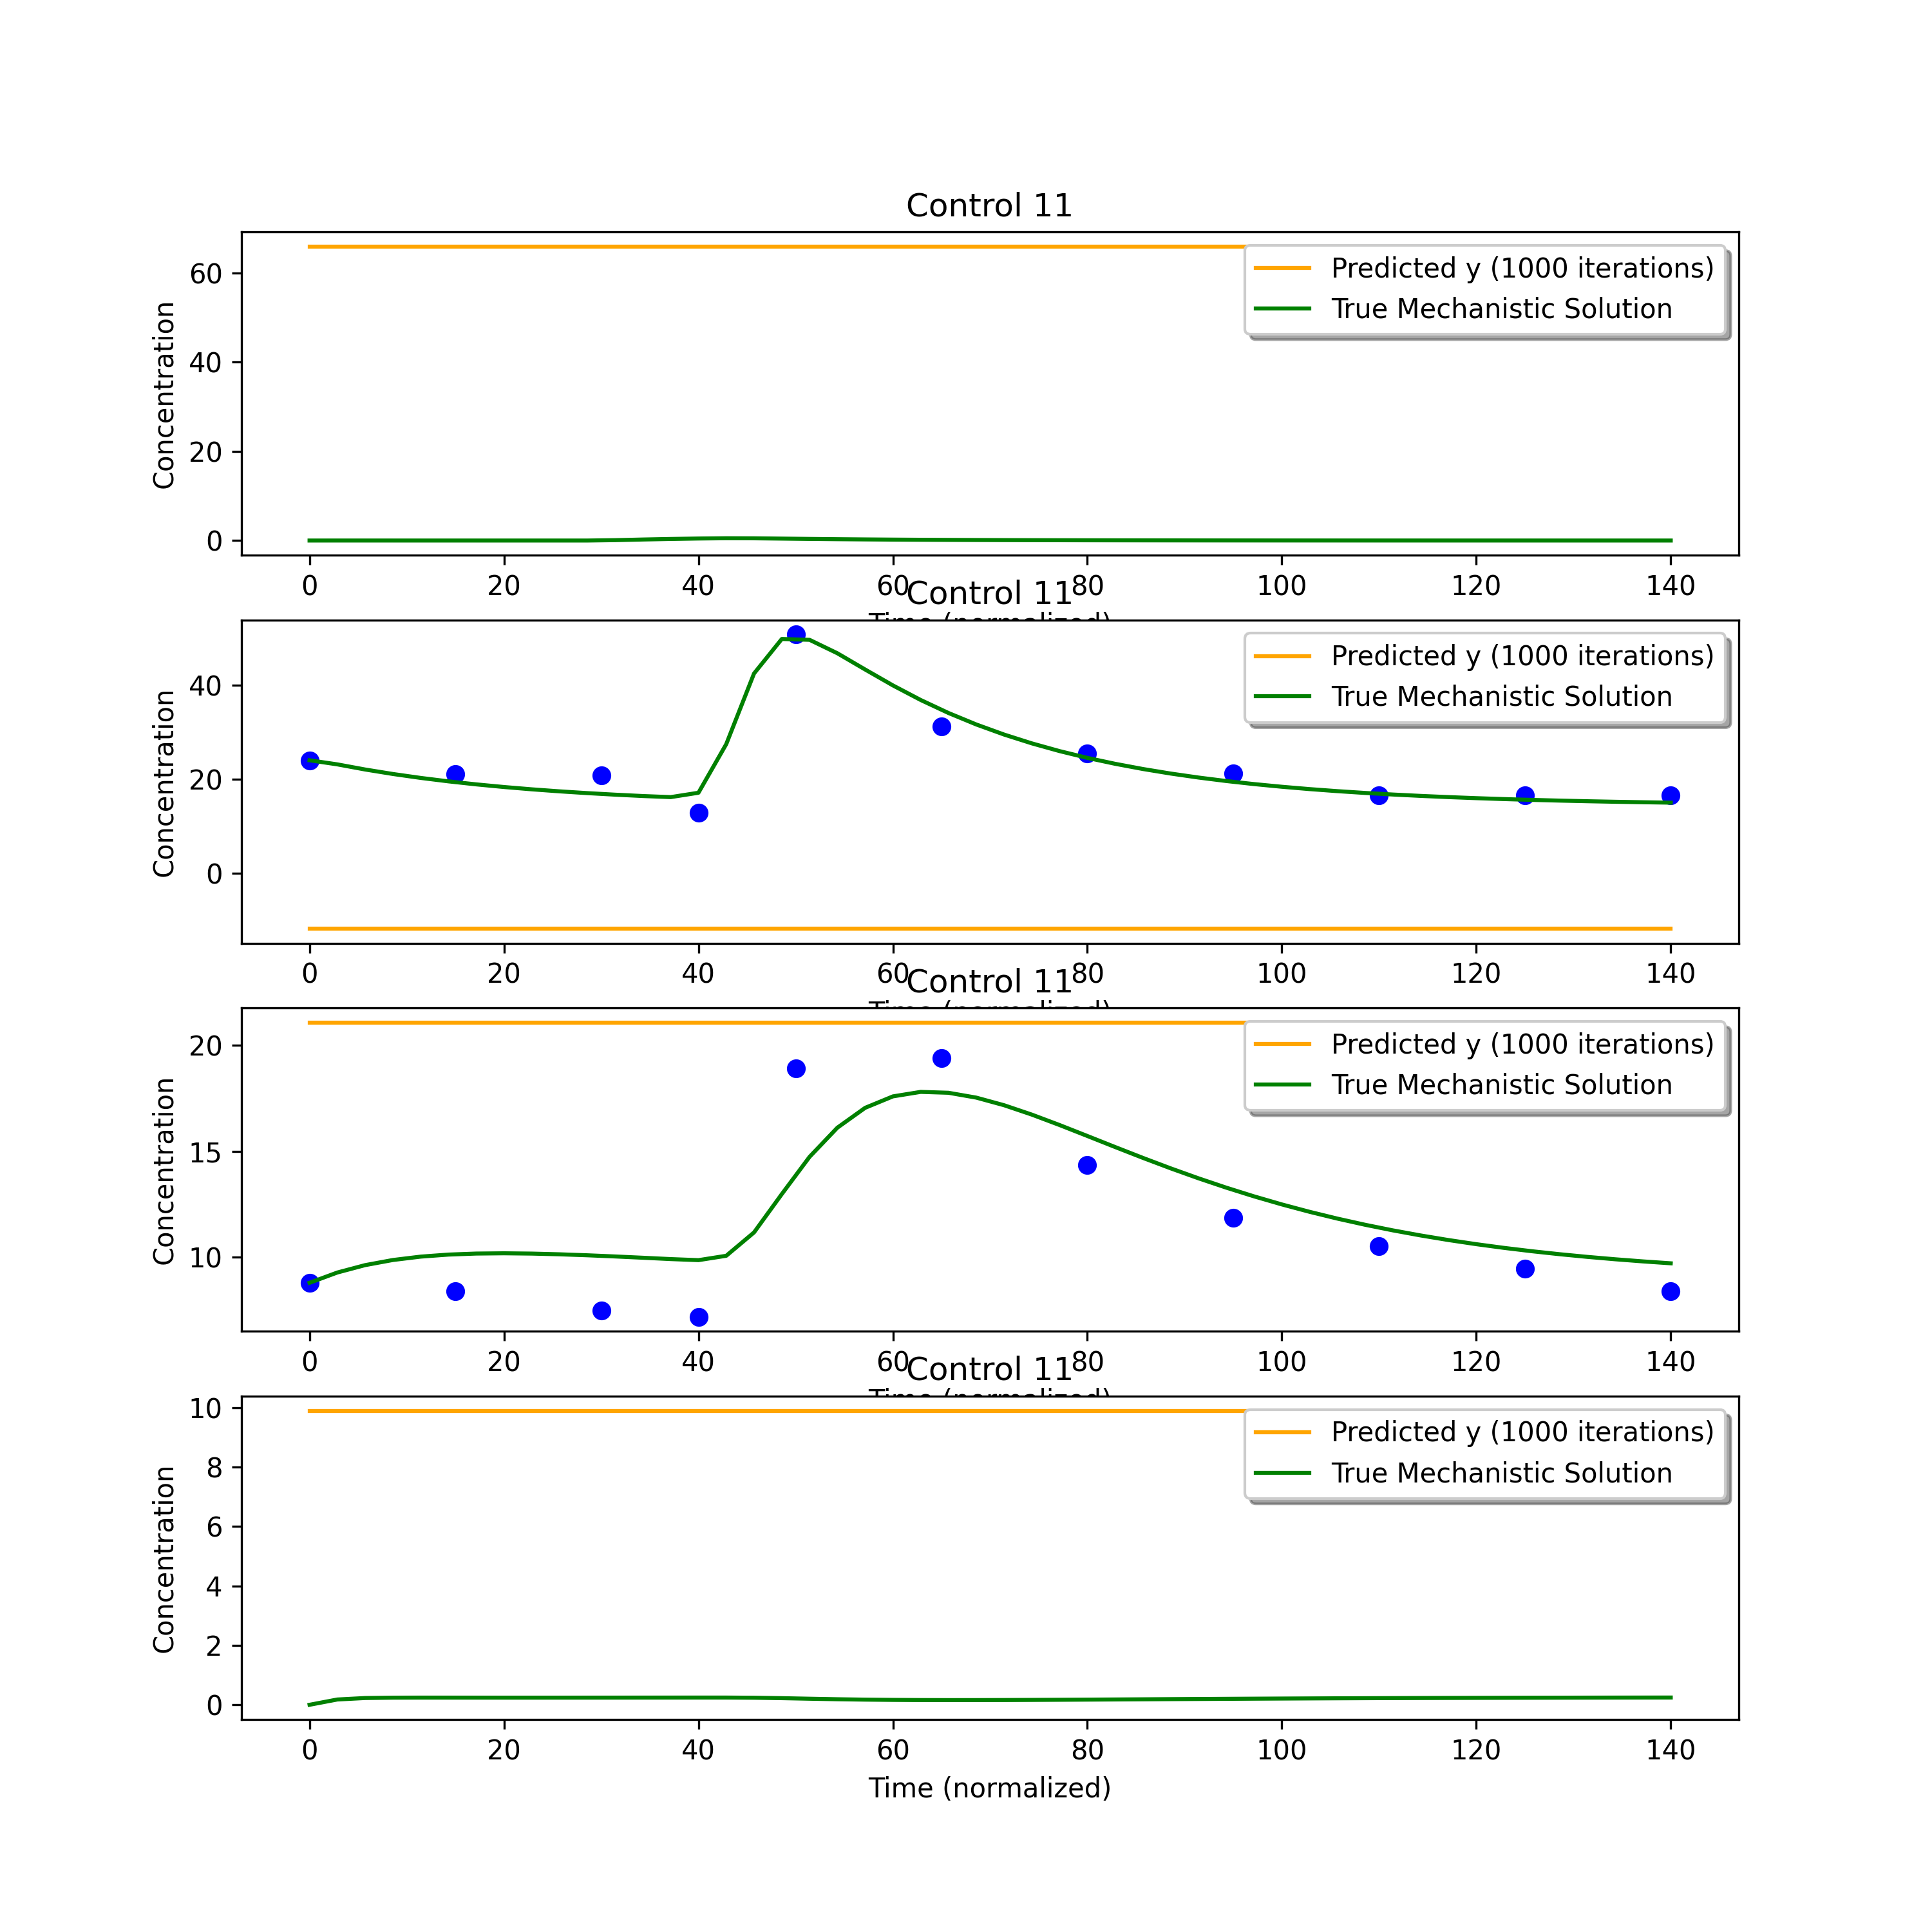 Control 11
Concentration
60
40
20
0
Predicted y (1000 iterations)
True Mechanistic Solution
0 20 40 60 80 100 120 140
Control 11
Concentration
40
20
0
Predicted y (1000 iterations)
True Mechanistic Solution
0 20 40 60 80 100 120 140
Control 11
Concentration
20
15
10
Predicted y (1000 iterations)
True Mechanistic Solution
0 20 40 60 80 100 120 140
Control 11
Concentration
10
8
6
4
2
0
Predicted y (1000 iterations)
True Mechanistic Solution
0 20 40 60 80 100 120 140
Time (normalized)